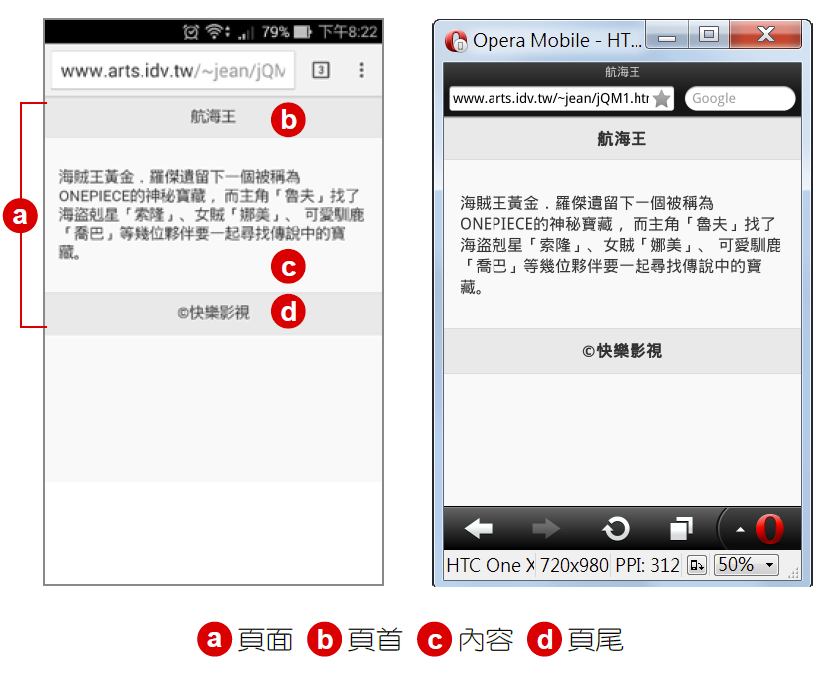 79% 下午8:22
www.arts.idv.tw/~jean/jQM
3
航海王
b
海賊王黃金．羅傑遺留下一個被稱為
ONEPIECE的神秘寶藏，而主角「魯夫」找了
海盜剋星「索隆」、女賊「娜美」、 可愛馴鹿
「喬巴」等幾位夥伴要一起尋找傳說中的寶
藏。
a
c
©快樂影視
d
Opera Mobile - HT...
航海王
www.arts.idv.tw/~jean/jQM1.htm
Google
航海王
海賊王黃金．羅傑遺留下一個被稱為
ONEPIECE的神秘寶藏，而主角「魯夫」找了
海盜剋星「索隆」、女賊「娜美」、 可愛馴鹿
「喬巴」等幾位夥伴要一起尋找傳說中的寶
藏。
©快樂影視
HTC One X 720x980 PPI: 312 50%
a 頁面 b 頁首 c 內容 d 頁尾